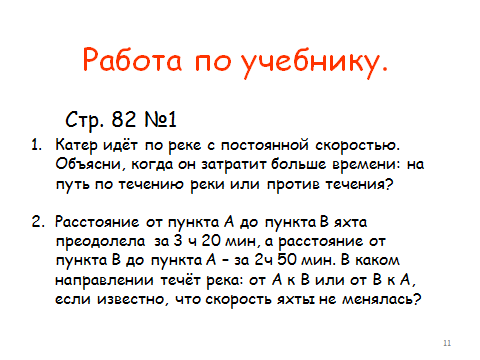 Работа по учебнику.
Стр. 82 №1
1. Катер идёт по реке с постоянной скоростью.
Объясни, когда он затратит больше времени: на
путь по течению реки или против течения?
2. Расстояние от пункта А до пункта В яхта
преодолела за 3 ч 20 мин, а расстояние от
пункта В до пункта А – за 2ч 50 мин. В каком
направлении течёт река: от А к В или от В к А,
если известно, что скорость яхты не менялась?
11